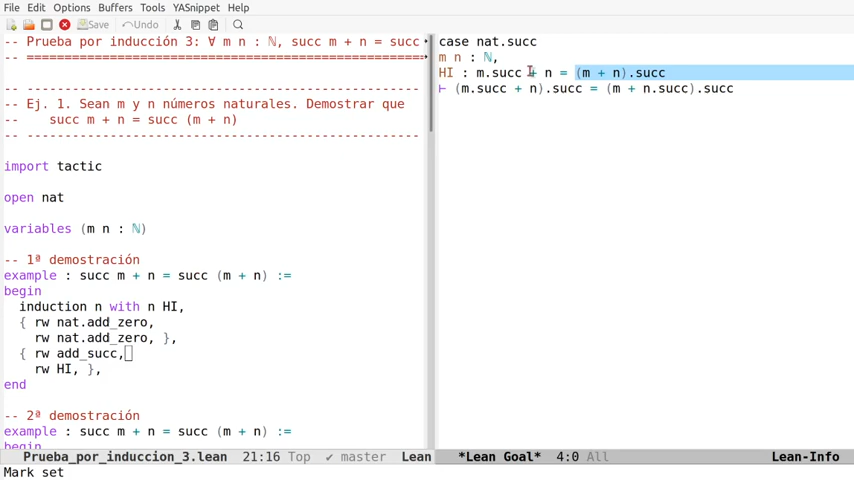 File Edit Options Buffers Tools YASnippet Help
Save Undo
-- Prueba por inducción 3: ∀ m n : ℕ, succ m + n = succ
-- ====================================================
-- ----------------------------------------------------
-- Ej. 1. Sean m y n números naturales. Demostrar que
--    succ m + n = succ (m + n)
-- ----------------------------------------------------
import tactic
open nat
variables (m n : ℕ)
-- 1ª demostración
example : succ m + n = succ (m + n) :=
begin
  induction n with n HI,
  { rw nat.add_zero,
    rw nat.add_zero, },
  { rw add_succ,
    rw HI, },
end
-- 2ª demostración
example : succ m + n = succ (m + n) :=
begin
Prueba_por_induccion_3.lean 21:16 Top ✓ master Lean
case nat.succ
m n : ℕ,
HI : m.succ + n = (m + n).succ
⊢ (m.succ + n).succ = (m + n.succ).succ
*Lean Goal* 4:0 All Lean-Info
Mark set